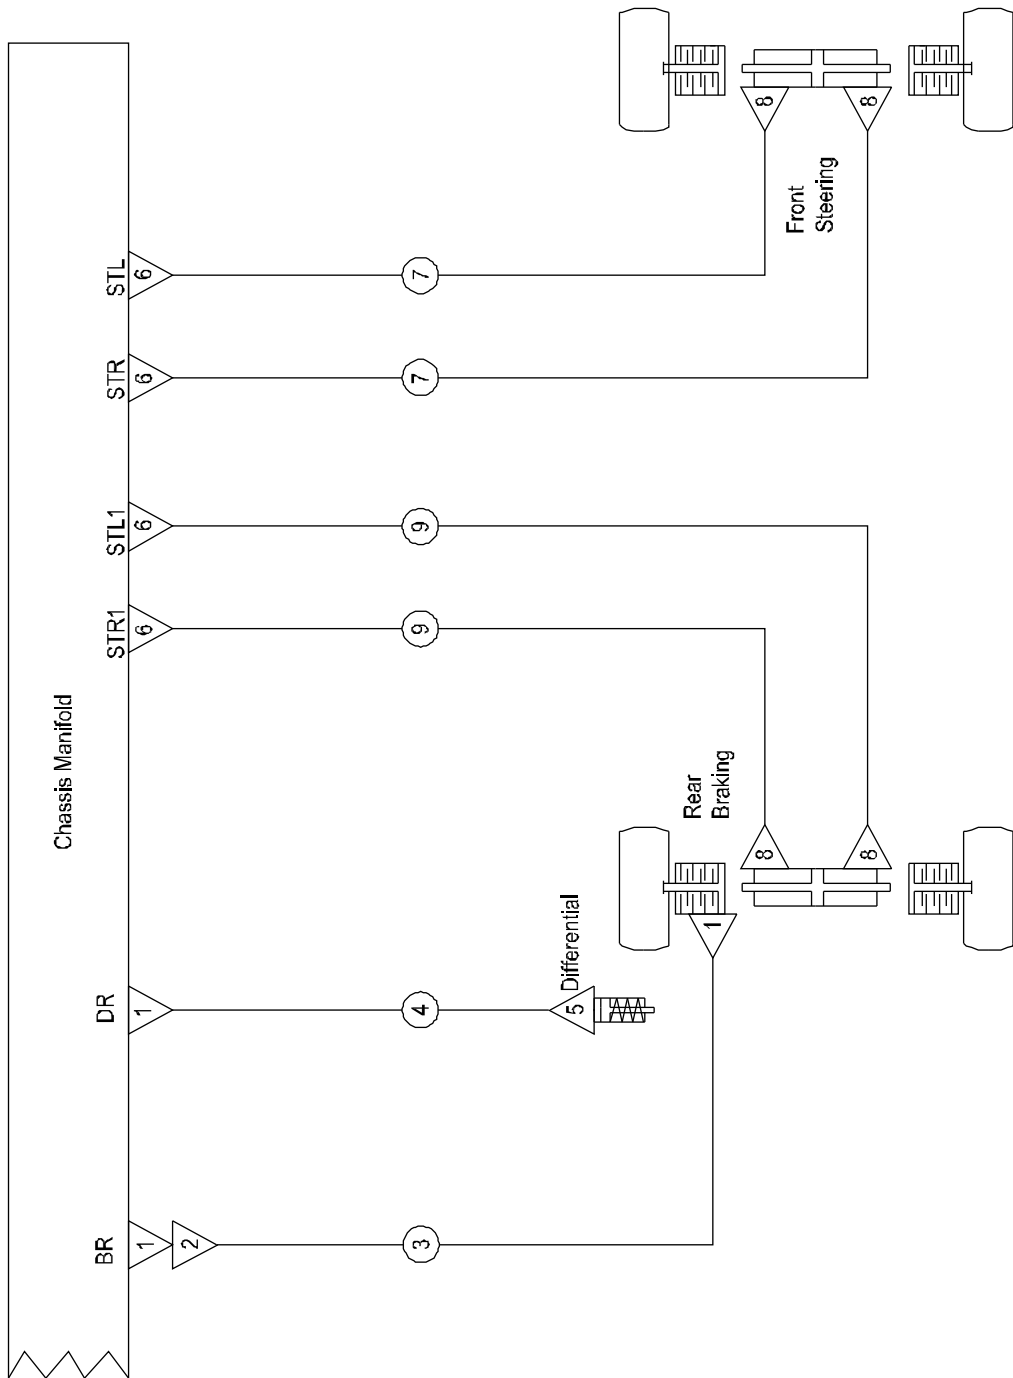 Chassis Manifold
BR
DR
STR1
STL1
STR
STL
1
2
1
6
6
6
6
3
4
9
9
7
7
5
Differential
1
Rear
Braking
8
8
Front
Steering
8
8